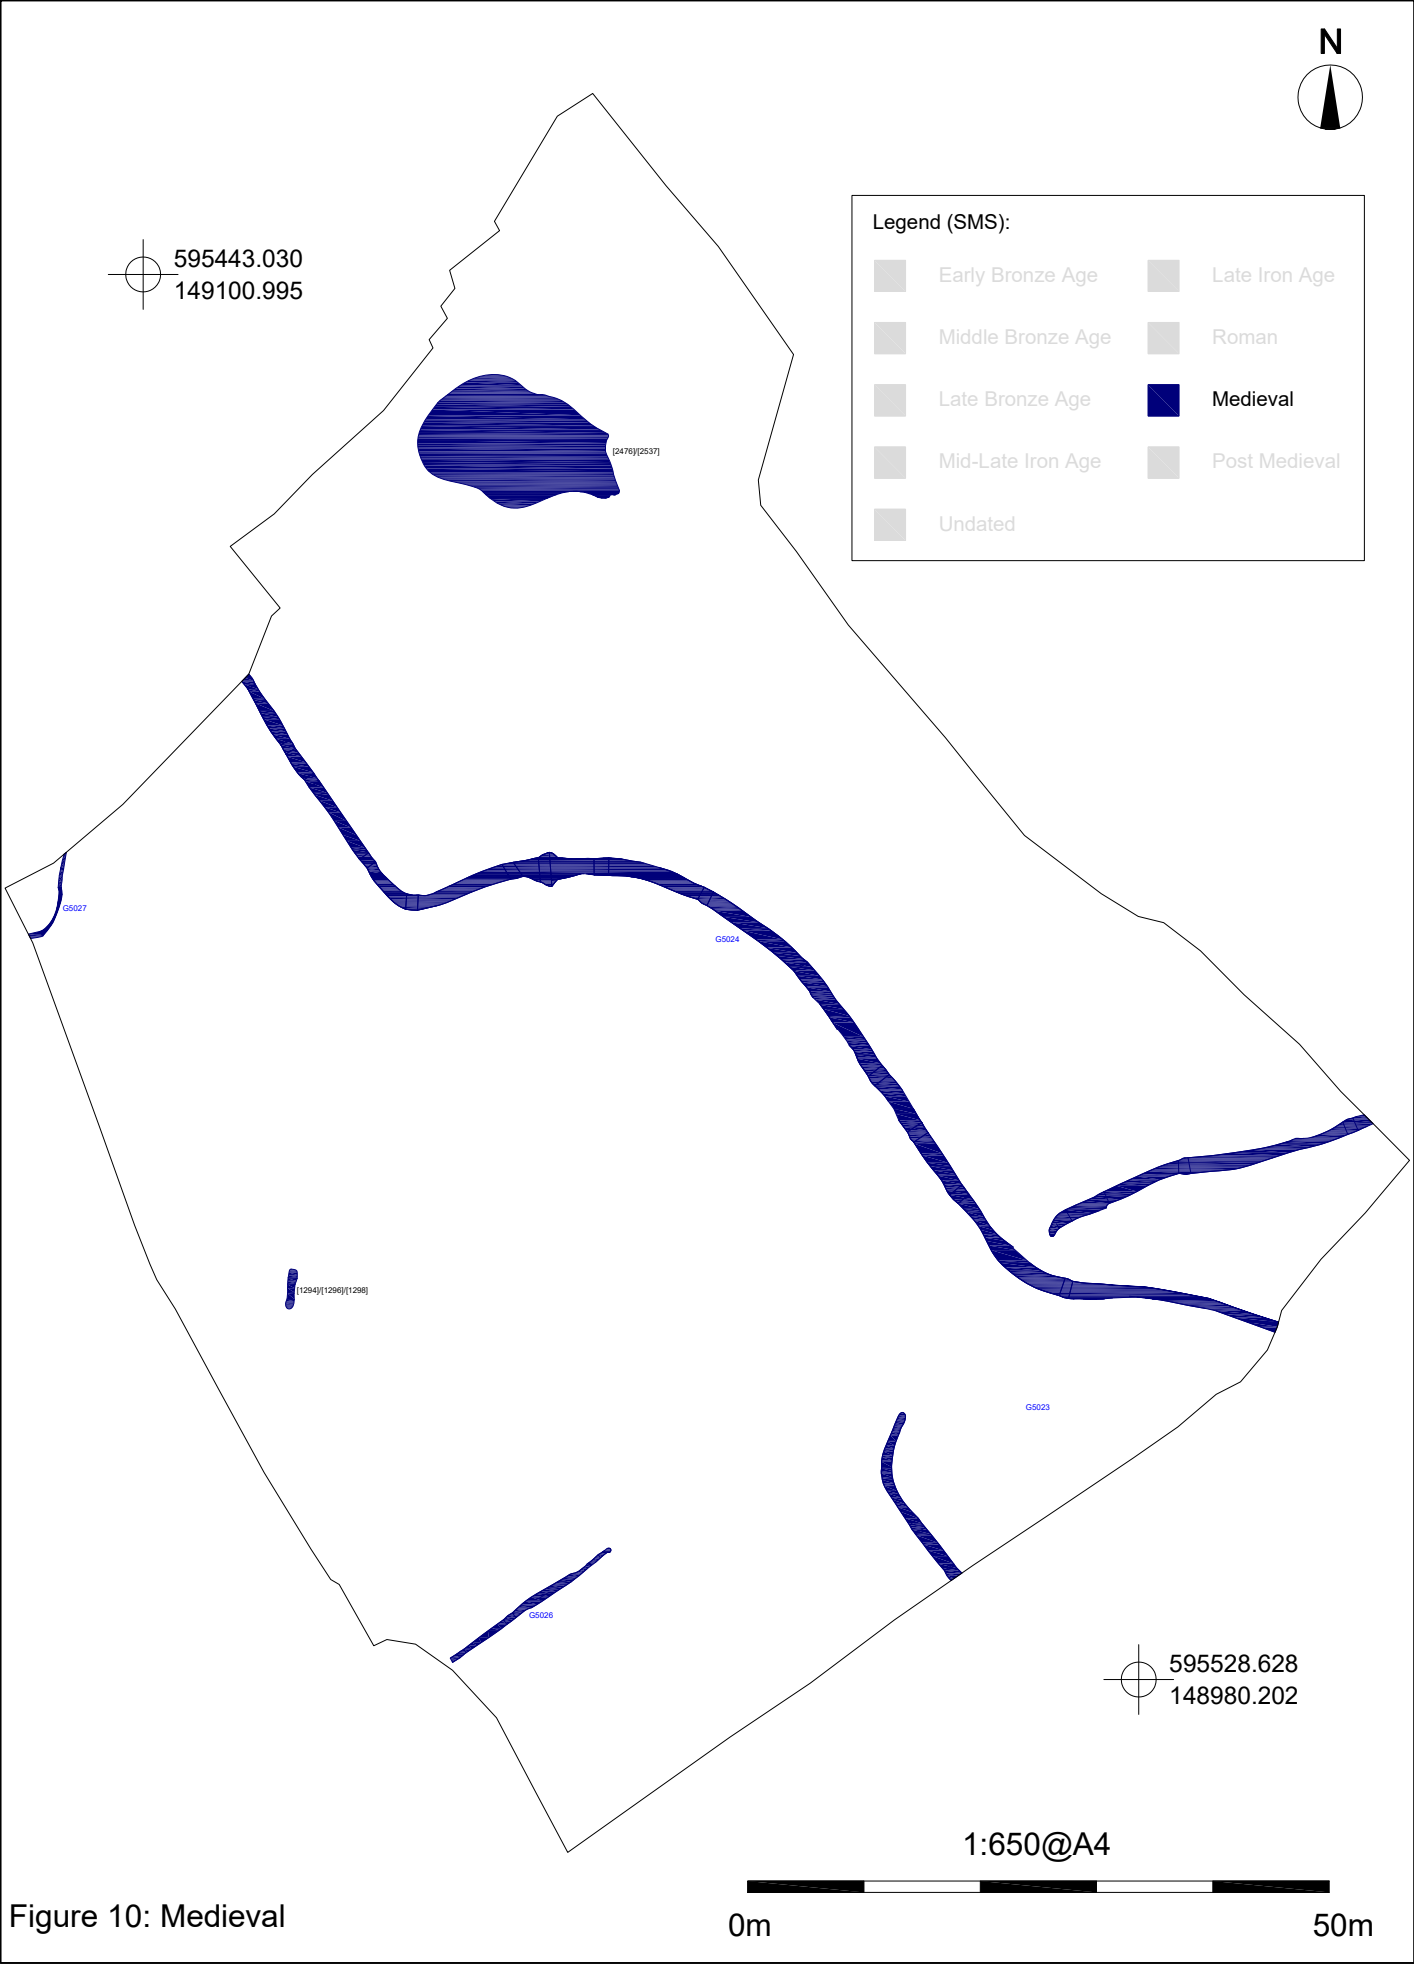 N
595443.030
149100.995
Legend (SMS):
Early Bronze Age
Late Iron Age
Middle Bronze Age
Roman
Late Bronze Age
Medieval
Mid-Late Iron Age
Post Medieval
Undated
[2476]/[2537]
G5027
G5024
[1294]/[1296]/[1298]
G5023
G5026
595528.628
148980.202
1:650@A4
0m
50m
Figure 10: Medieval